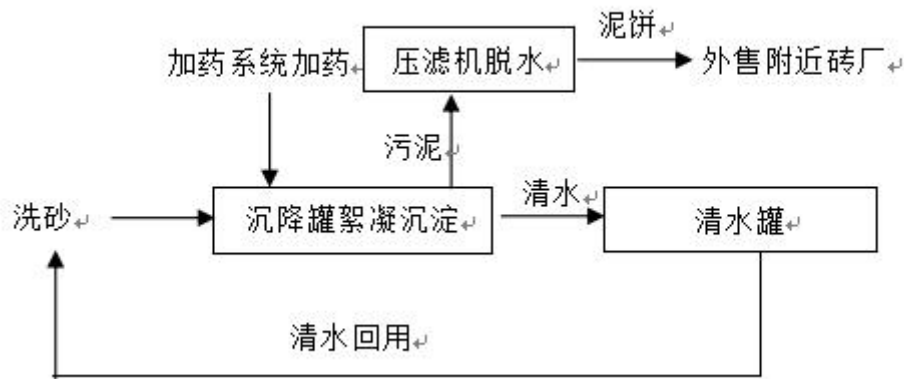 泥饼
加药系统加药
压滤机脱水
外售附近砖厂
污泥
清水
洗砂
沉降罐絮凝沉淀
清水罐
清水回用